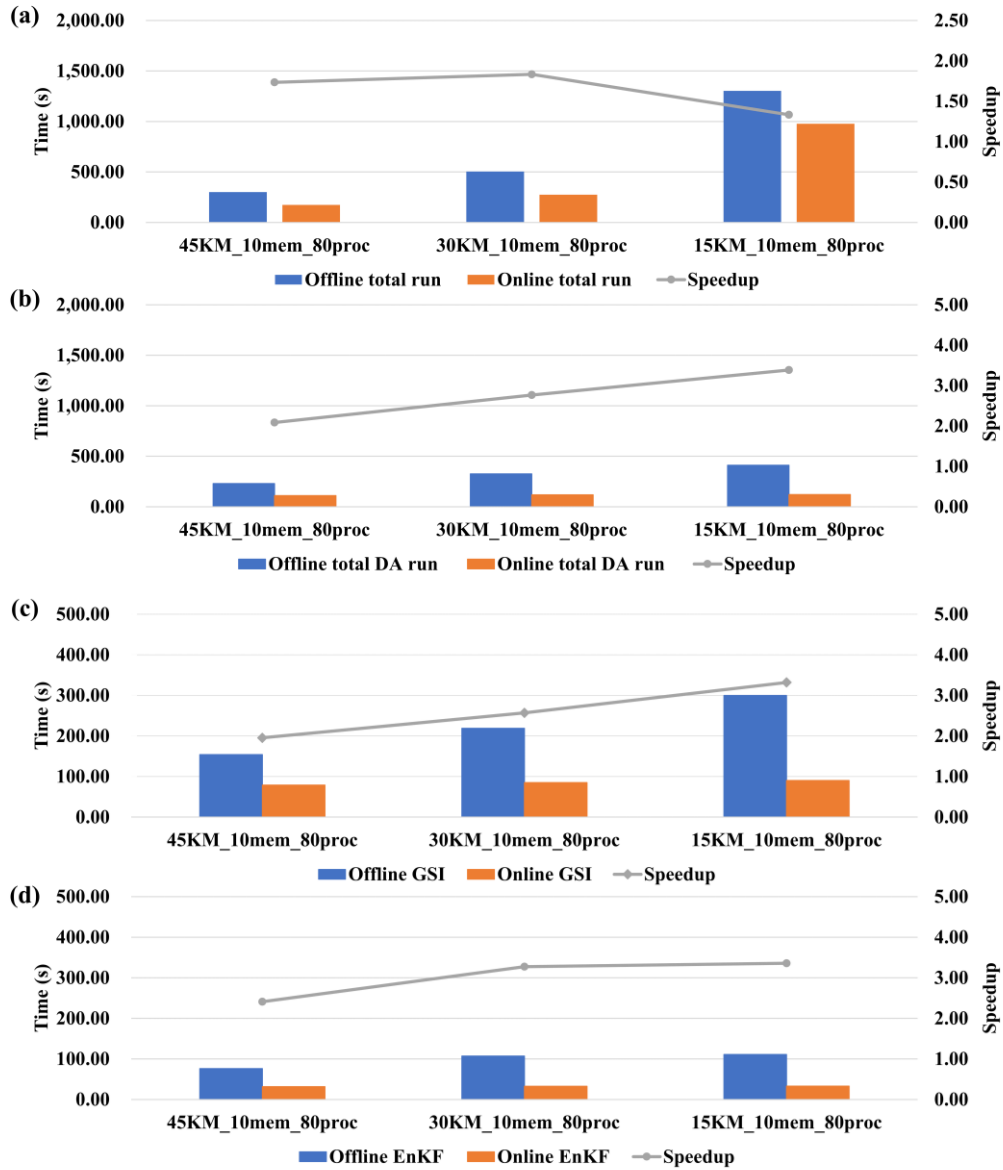 (a)
2,000.00 2.50
1,500.00 2.00
1,000.00 1.50
500.00 1.00
0.00 0.50
0.00
Time (s)
Speedup
45KM_10mem_80proc 30KM_10mem_80proc 15KM_10mem_80proc
Offline total run Online total run Speedup
(b)
2,000.00 5.00
1,500.00 4.00
1,000.00 3.00
500.00 2.00
0.00 1.00
0.00
Time (s)
Speedup
45KM_10mem_80proc 30KM_10mem_80proc 15KM_10mem_80proc
Offline total DA run Online total DA run Speedup
(c)
500.00 5.00
400.00 4.00
300.00 3.00
200.00 2.00
100.00 1.00
0.00 0.00
Time (s)
Speedup
45KM_10mem_80proc 30KM_10mem_80proc 15KM_10mem_80proc
Offline GSI Online GSI Speedup
(d)
500.00 5.00
400.00 4.00
300.00 3.00
200.00 2.00
100.00 1.00
0.00 0.00
Time (s)
Speedup
45KM_10mem_80proc 30KM_10mem_80proc 15KM_10mem_80proc
Offline EnKF Online EnKF Speedup